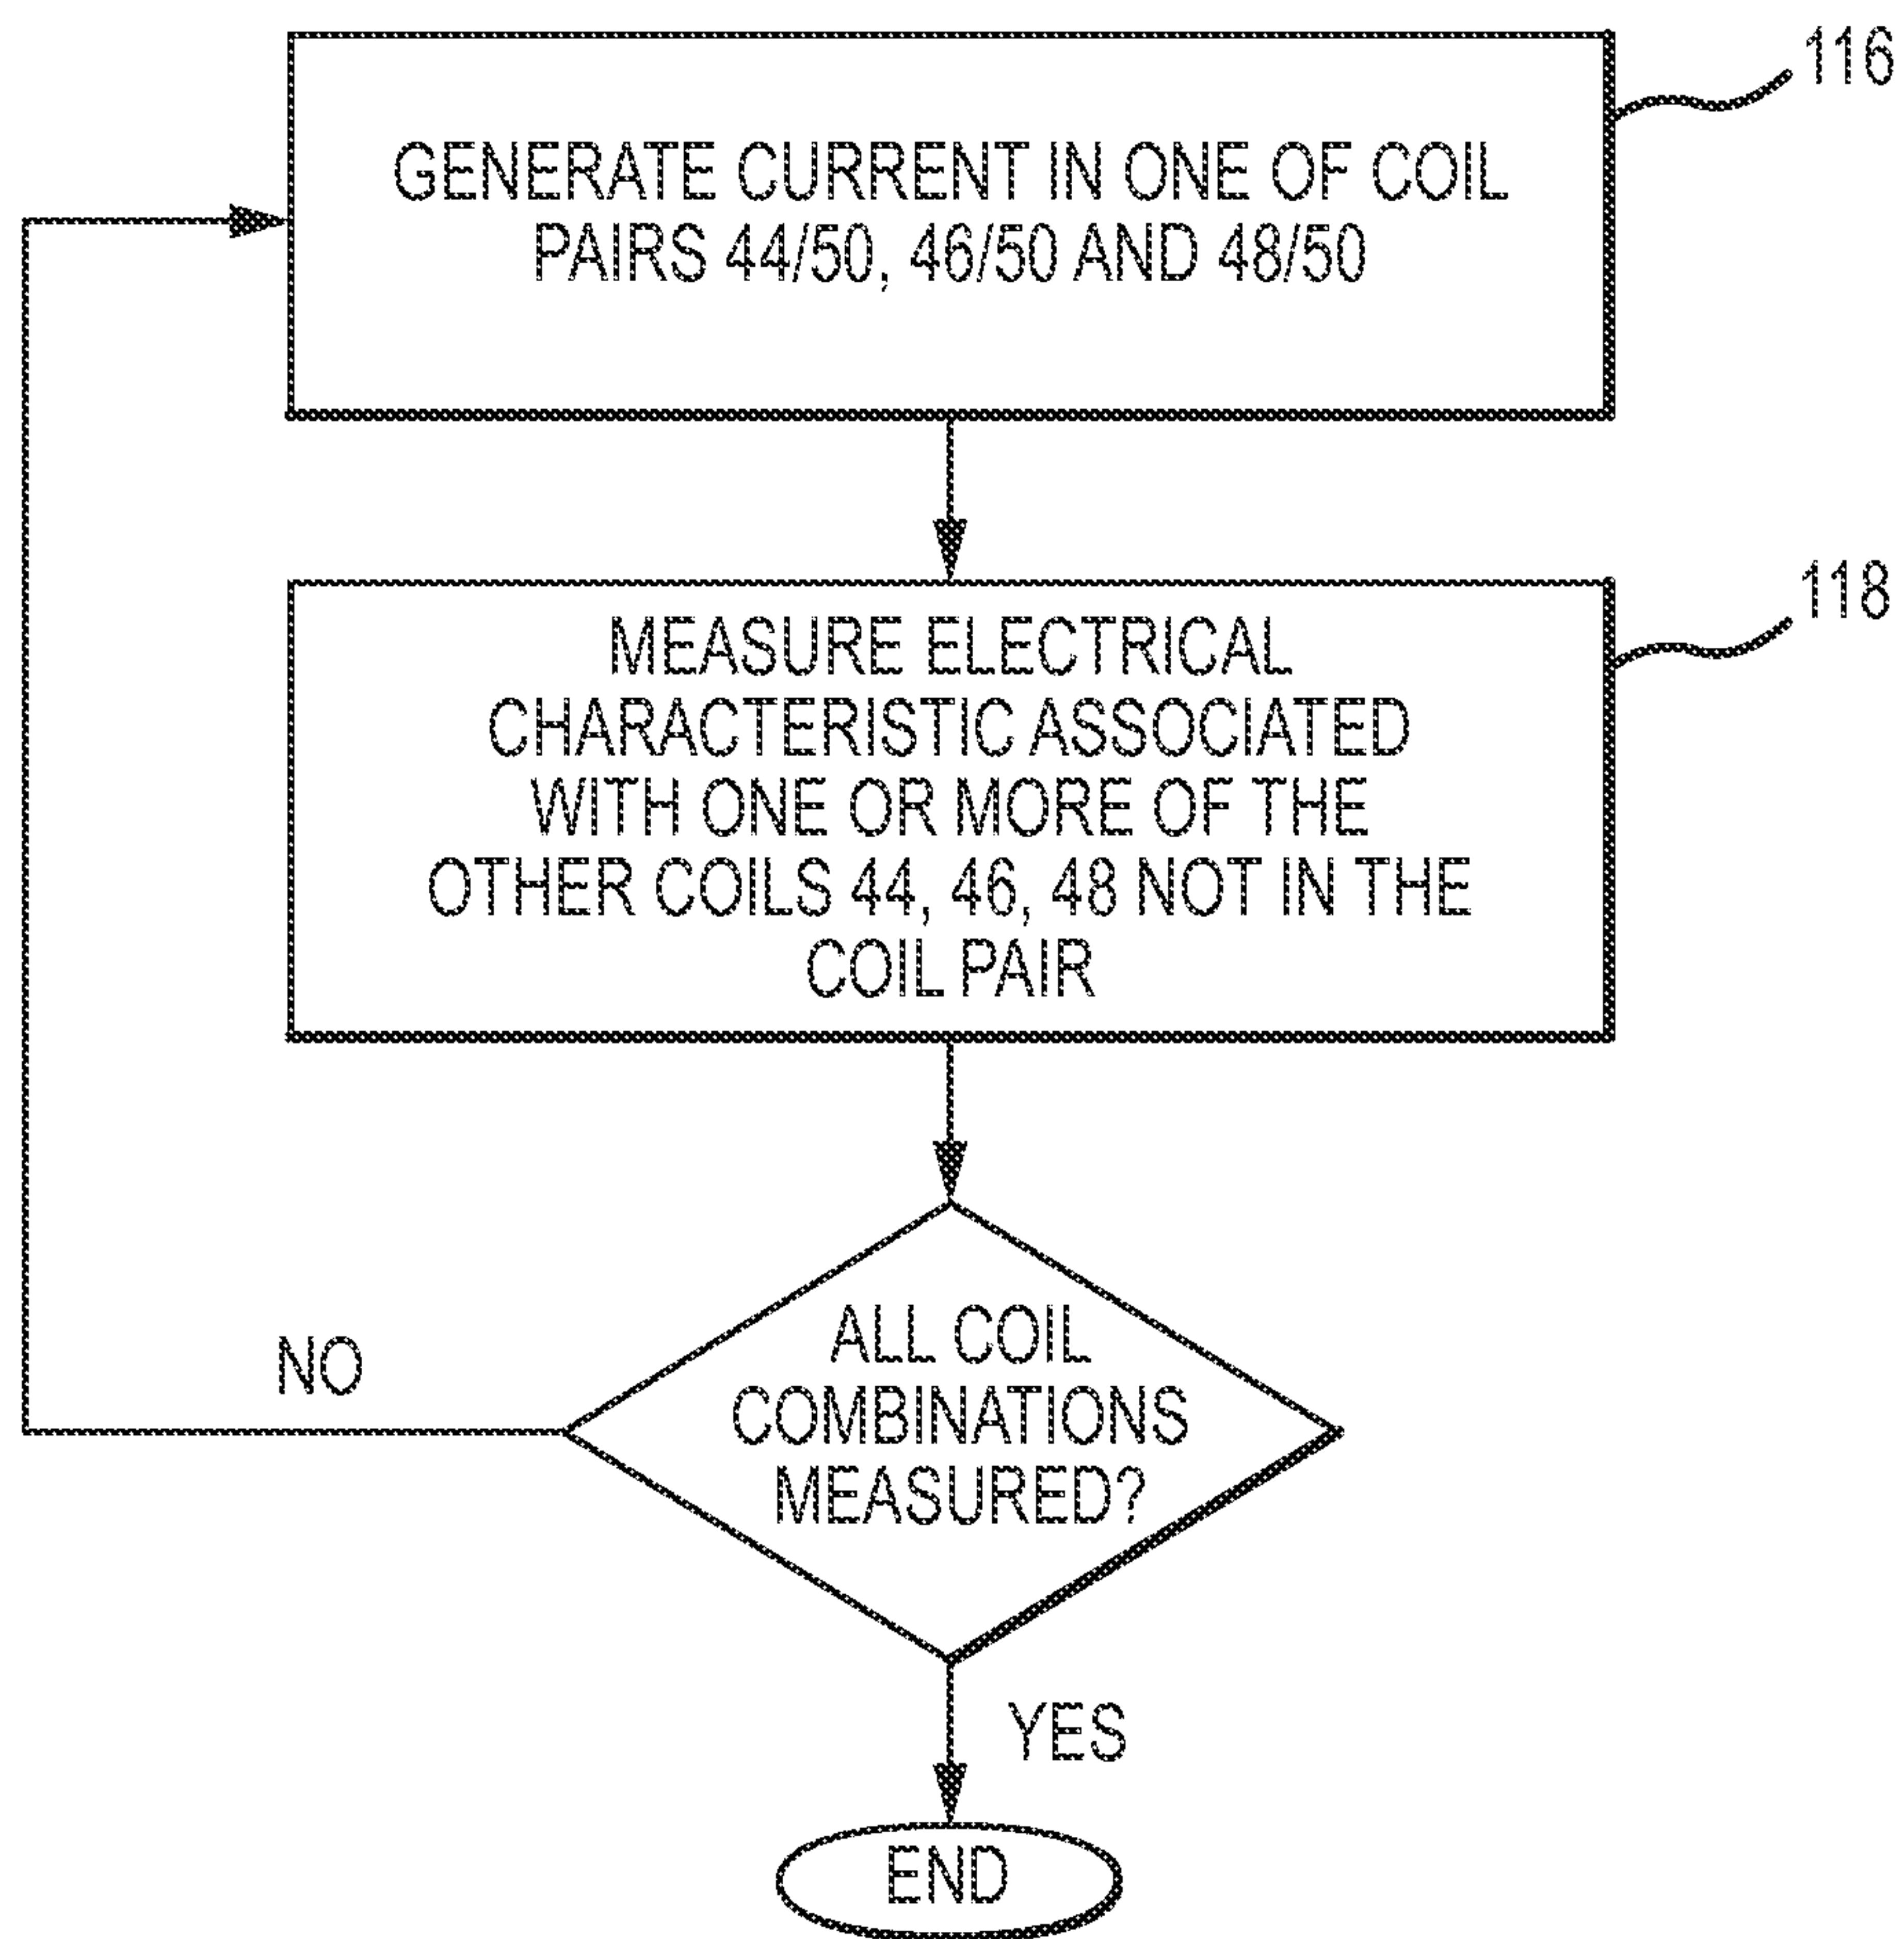 116
GENERATE CURRENT IN ONE OF COIL
PAIRS 44/50, 46/50 AND 48/50
118
MEASURE ELECTRICAL
CHARACTERISTIC ASSOCIATED
WITH ONE OR MORE OF THE
OTHER COILS 44, 46, 48 NOT IN THE
COIL PAIR
ALL COIL
COMBINATIONS
MEASURED?
NO
YES
END